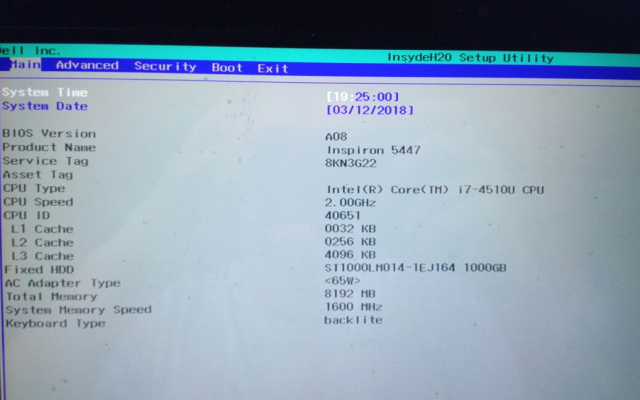 Dell Inc.
InsydeH20 Setup Utility
Main Advanced Security Boot Exit
System Time [19:25:00]
System Date [03/12/2018]
BIOS Version A08
Product Name Inspiron 5447
Service Tag 8KN3G22
Asset Tag
CPU Type Intel(R) Core(TM) i7-4510U CPU
CPU Speed 2.00GHz
CPU ID 40651
L1 Cache 0032 KB
L2 Cache 0256 KB
L3 Cache 4096 KB
Fixed HDD ST1000LM014-1EJ164 1000GB
AC Adapter Type <65W>
Total Memory 8192 MB
System Memory Speed 1600 MHz
Keyboard Type backlite